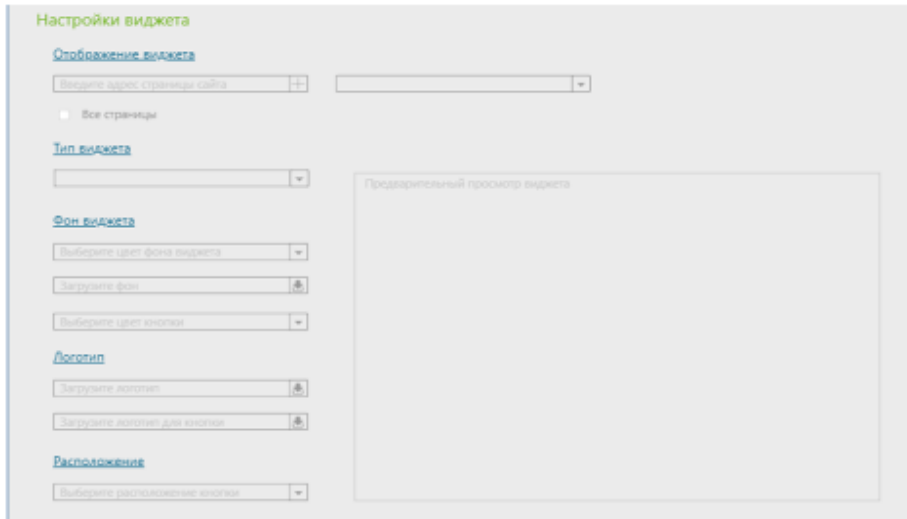 Настройки виджета
Отображение виджета
Введите адрес страницы сайта
Все страницы
Тип виджета
Предварительный просмотр виджета
Фон виджета
Выберите цвет фона виджета
Загрузите фон
Выберите цвет кнопки
Логотип
Загрузите логотип
Загрузите логотип для кнопки
Расположение
Выберите расположение кнопки